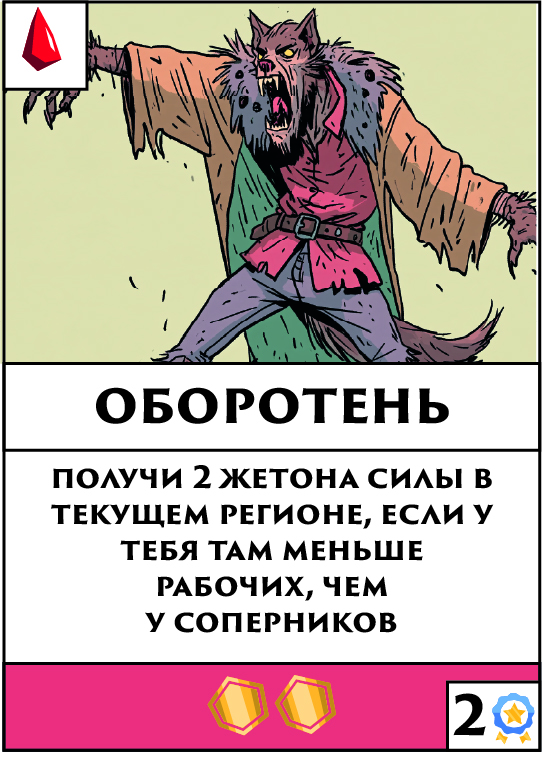 ОБОРОТЕНЬ
ПОЛУЧИ 2 ЖЕТОНА СИЛЫ В
ТЕКУЩЕМ РЕГИОНЕ, ЕСЛИ У
ТЕБЯ ТАМ МЕНЬШЕ
РАБОЧИХ, ЧЕМ
У СОПЕРНИКОВ
2